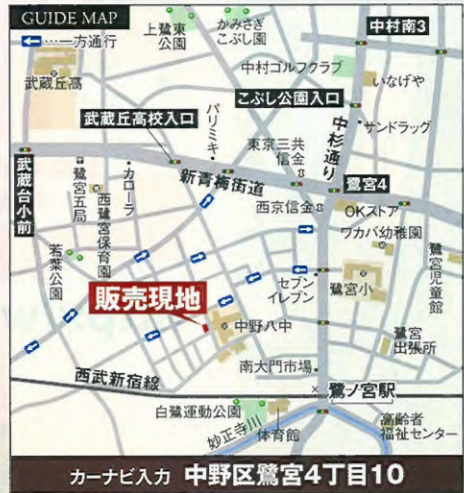 GUIDE MAP
←…一方通行
上鷺東
公園
かみさぎ
こぶし園
中村南3
武蔵丘高
中村ゴルフクラブ
いなげや
こぶし公園入口
中杉通り
サンドラッグ
武蔵丘高校入口
パリミキ
東京三共
信金
武蔵台小前
鷺宮五局
カローラ
新青梅街道
鷺宮4
西鷺宮保育園
西京信金
OKストア
ワカバ幼稚園
若葉公園
セブン
イレブン
鷺宮小
鷺宮児童館
販売現地
中野八中
鷺宮
出張所
南大門市場
西武新宿線
鷺ノ宮駅
白鷺運動公園
妙正寺川
体育館
高齢者
福祉センター
カーナビ入力 中野区鷺宮4丁目10